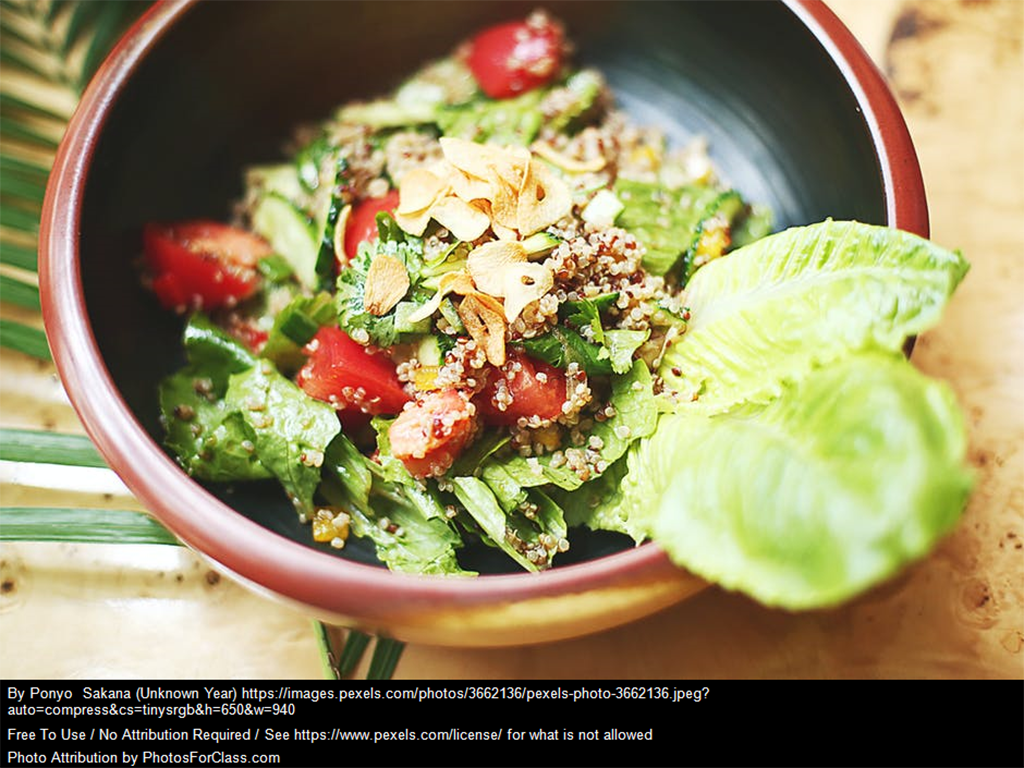 By Ponyo  Sakana (Unknown Year) https://images.pexels.com/photos/3662136/pexels-photo-3662136.jpeg?
auto=compress&cs=tinysrgb&h=650&w=940
Free To Use / No Attribution Required / See https://www.pexels.com/license/ for what is not allowed
Photo Attribution by PhotosForClass.com